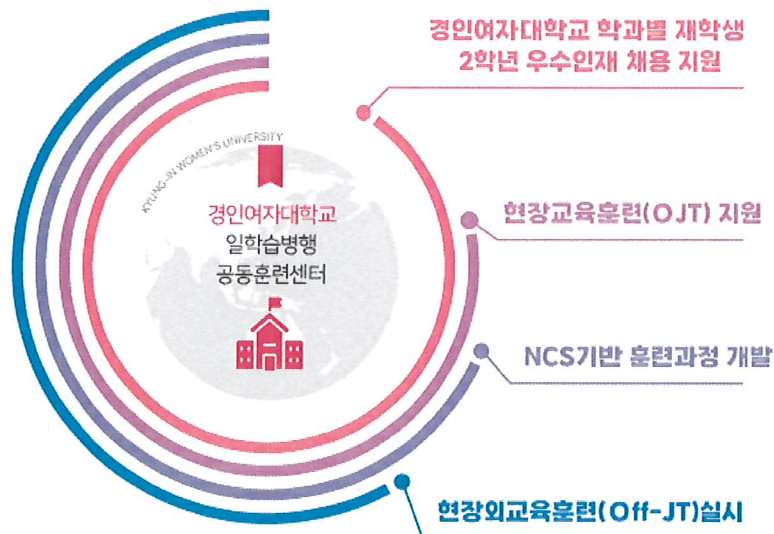 경인여자대학교 학과별 재학생
2학년 우수인재 채용 지원
KYUNG-IN WOMEN'S UNIVERSITY
경인여자대학교
일학습병행
공동훈련센터
현장교육훈련(OJT) 지원
NCS기반 훈련과정 개발
현장외교육훈련(Off-JT)실시